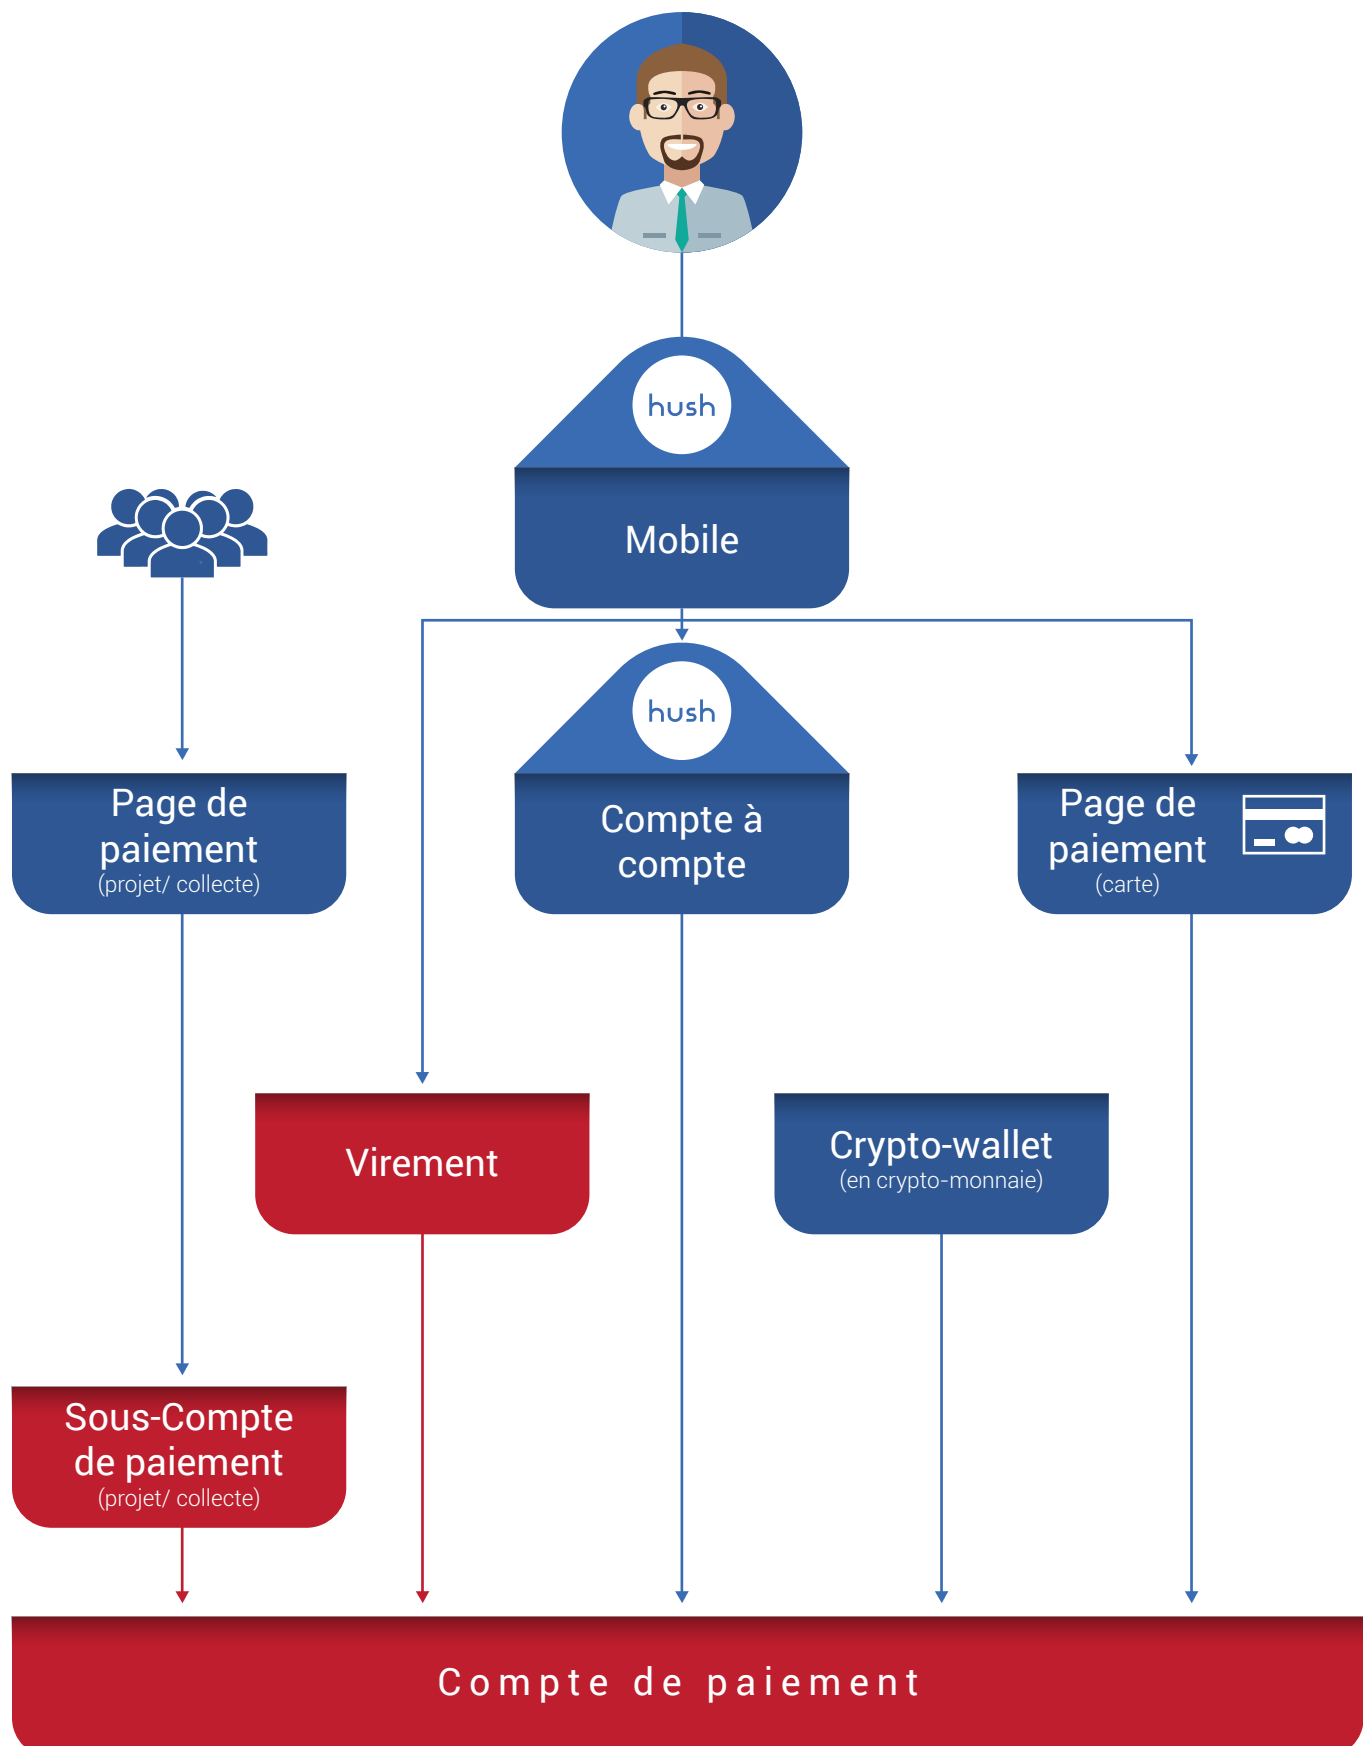 hush
Mobile
hush
Page de
paiement
(projet/ collecte)
Compte à
compte
Page de
paiement
(carte)
Virement
Crypto-wallet
(en crypto-monnaie)
Sous-Compte
de paiement
(projet/ collecte)
Compte de paiement